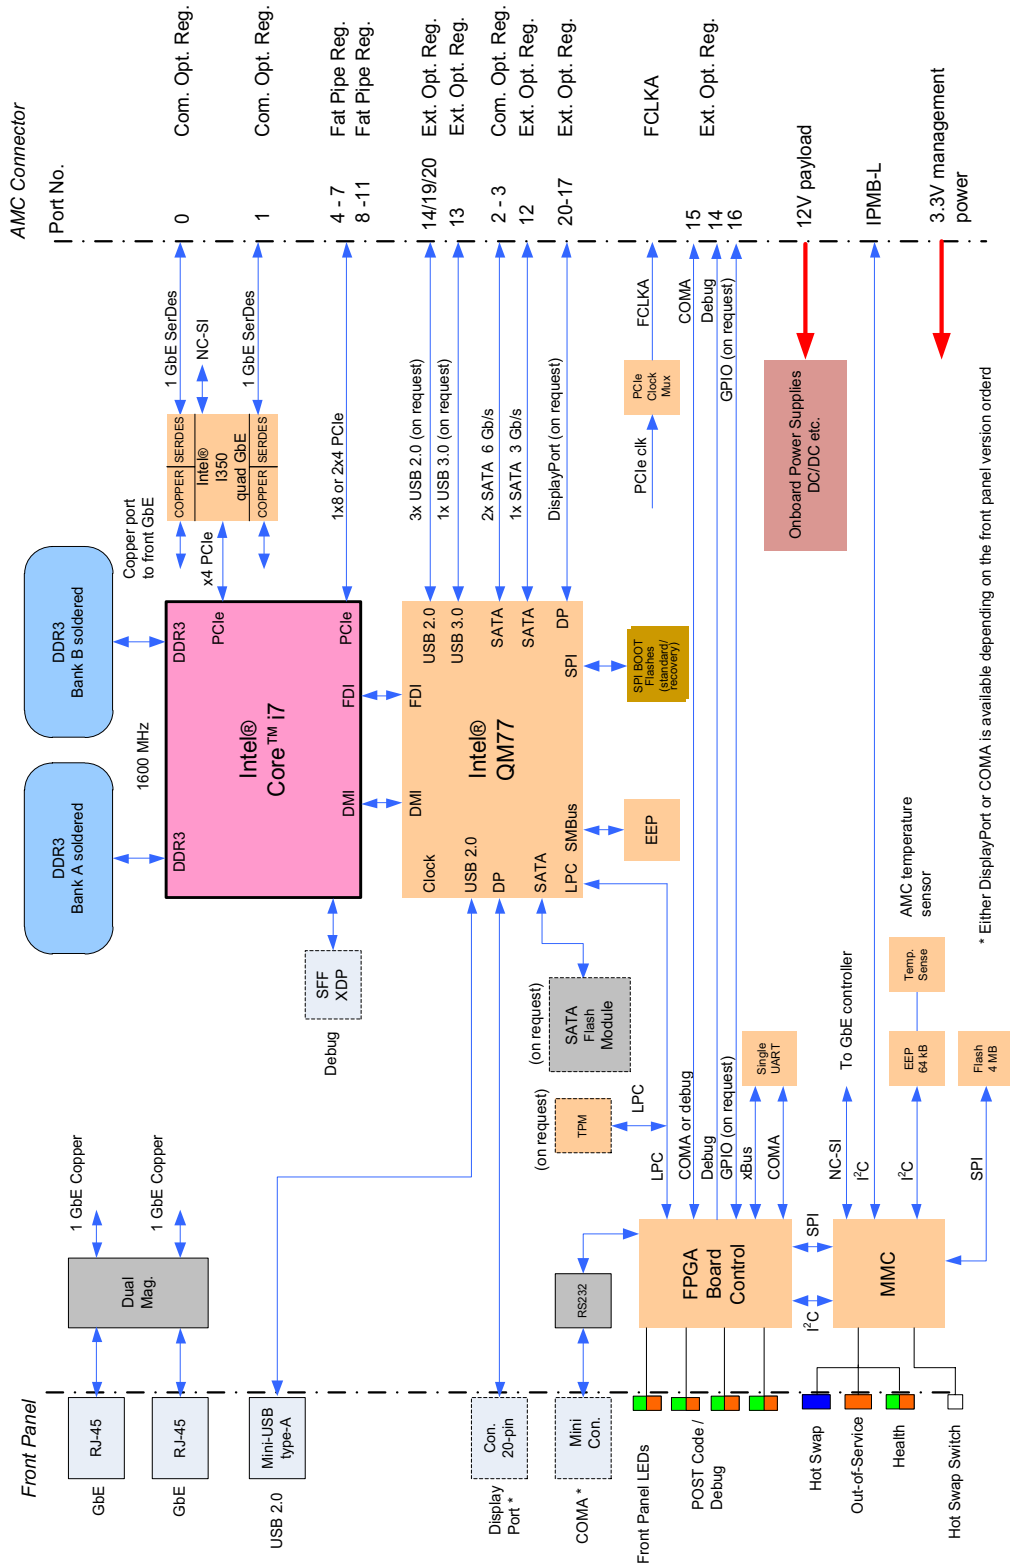 AMC Connector
Port No.
0
Com. Opt. Reg.
1
Com. Opt. Reg.
4 - 7
Fat Pipe Reg.
8 -11
Fat Pipe Reg.
14/19/20
Ext. Opt. Reg.
13
Ext. Opt. Reg.
2 - 3
Com. Opt. Reg.
12
Ext. Opt. Reg.
20-17
Ext. Opt. Reg.
FCLKA
15
14
Ext. Opt. Reg.
16
12V payload
IPMB-L
3.3V management
power
1 GbE SerDes
NC-SI
1 GbE SerDes
1x8 or 2x4 PCIe
3x USB 2.0 (on request)
1x USB 3.0 (on request)
2x SATA 6 Gb/s
1x SATA 3 Gb/s
DisplayPort (on request)
FCLKA
COMA
Debug
GPIO (on request)
COPPER
SERDES
Intel®
I350
quad GbE
COPPER
SERDES
PCIe
Clock
Mux
PCIe clk
Onboard Power Supplies
DC/DC etc.
Copper port
to front GbE
x4 PCIe
DDR3
Bank B soldered
1600 MHz
DDR3
Bank A soldered
DDR3
PCIe
PCIe
FDI
Intel®
Core™ i7
DDR3
DMI
USB 2.0
USB 3.0
SATA
SATA
DP
SPI
FDI
Intel®
QM77
DMI
Clock
USB 2.0
DP
SATA
LPC
SMBus
SPI BOOT
Flashes
(standard/
recovery)
EEP
SFF
XDP
Debug
(on request)
SATA
Flash
Module
(on request)
TPM
LPC
AMC temperature
sensor
Temp.
Sense
EEP
64 kB
Flash
4 MB
Single
UART
To GbE controller
LPC
COMA or debug
Debug
GPIO (on request)
xBus
COMA
NC-SI
I²C
I²C
SPI
1 GbE Copper
1 GbE Copper
Dual
Mag.
RS232
FPGA
Board
Control
SPI
I²C
MMC
Front Panel
RJ-45
GbE
RJ-45
GbE
Mini-USB
type-A
USB 2.0
Con.
20-pin
Display
Port *
Mini
Con.
COMA *
Front Panel LEDs
POST Code /
Debug
Hot Swap
Out-of-Service
Health
Hot Swap Switch
* Either DisplayPort or COMA is available depending on the front panel version orderd